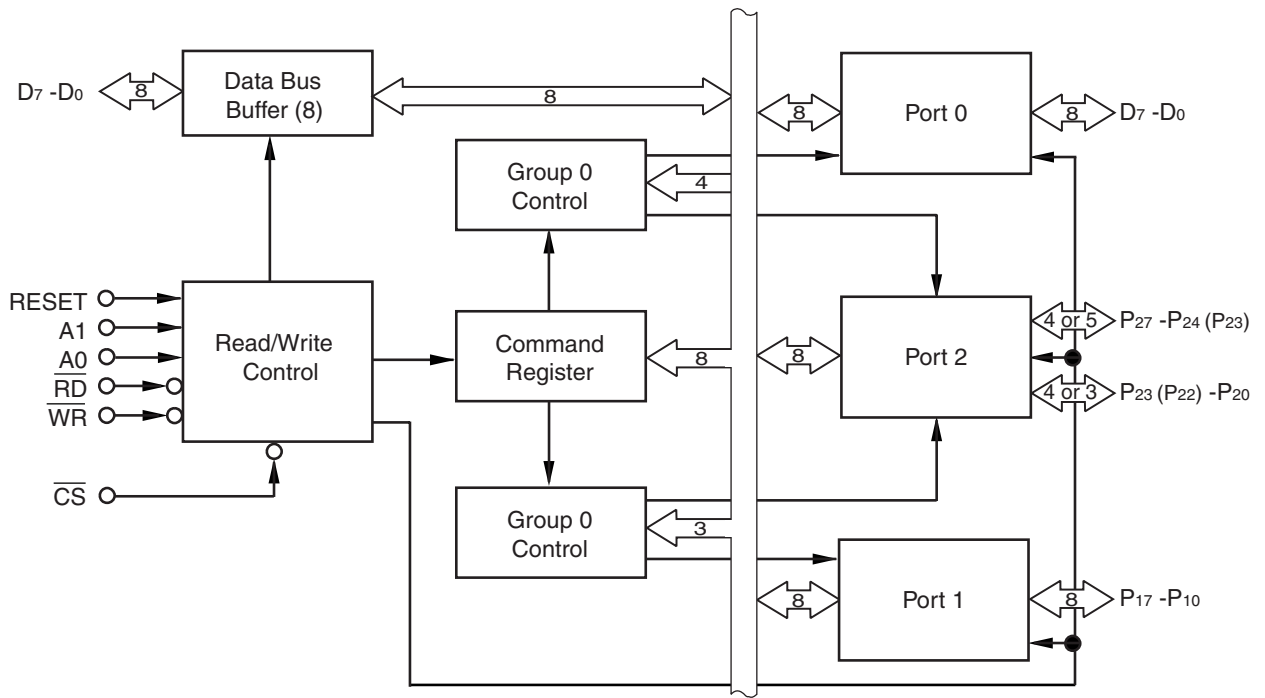 D7 -D0
8
Data Bus
Buffer (8)
8
8
Port 0
8
D7 -D0
Group 0
Control
4
RESET
A1
A0
RD
WR
CS
Read/Write
Control
Command
Register
8
8
Port 2
4 or 5
P27 -P24 (P23)
4 or 3
P23 (P22) -P20
Group 0
Control
3
8
Port 1
8
P17 -P10